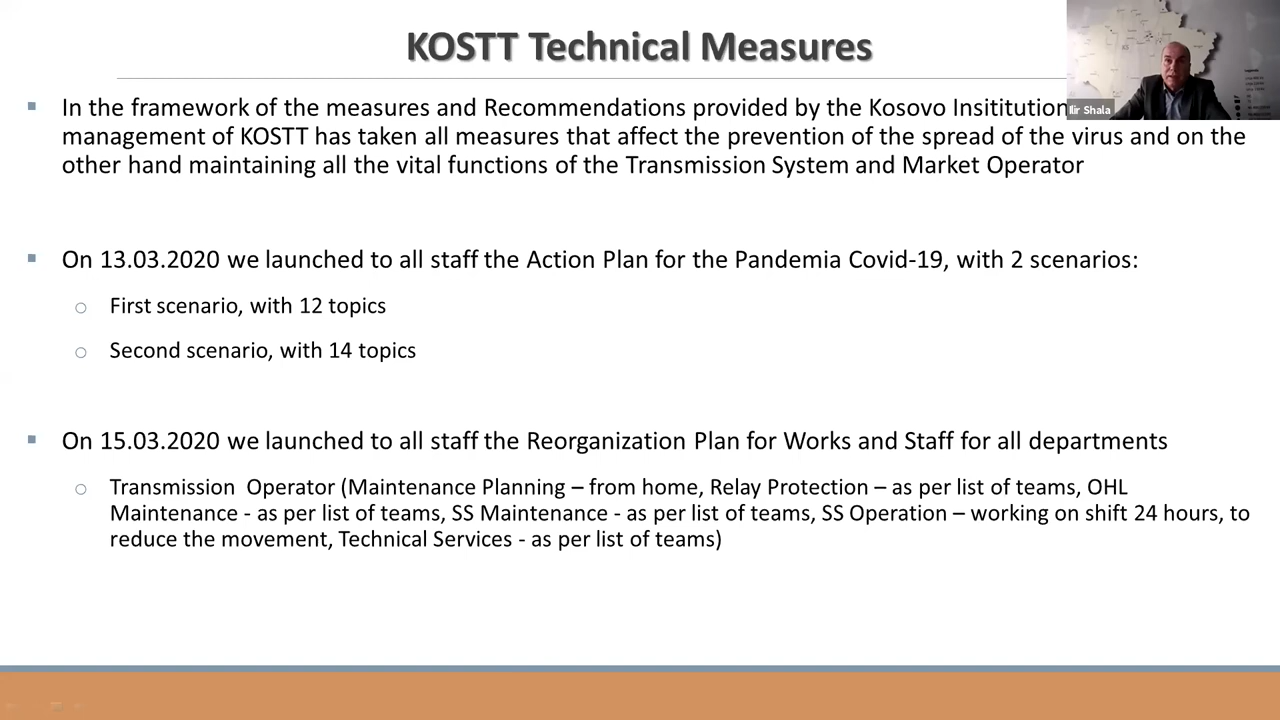 KOSTT Technical Measures
Ilir Shala
In the framework of the measures and Recommendations provided by the Kosovo Insititution
management of KOSTT has taken all measures that affect the prevention of the spread of the virus and on the
other hand maintaining all the vital functions of the Transmission System and Market Operator
On 13.03.2020 we launched to all staff the Action Plan for the Pandemia Covid-19, with 2 scenarios:
First scenario, with 12 topics
Second scenario, with 14 topics
On 15.03.2020 we launched to all staff the Reorganization Plan for Works and Staff for all departments
Transmission Operator (Maintenance Planning – from home, Relay Protection – as per list of teams, OHL
Maintenance - as per list of teams, SS Maintenance - as per list of teams, SS Operation – working on shift 24 hours, to
reduce the movement, Technical Services - as per list of teams)